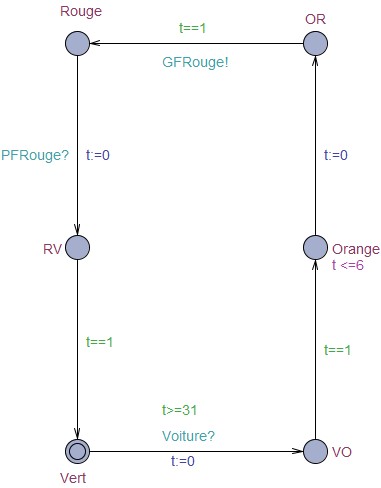 Rouge
OR
t==1
GFRouge!
PFRouge?
t:=0
t:=0
RV
Orange
t <=6
t==1
t==1
t>=31
Voiture?
t:=0
VO
Vert